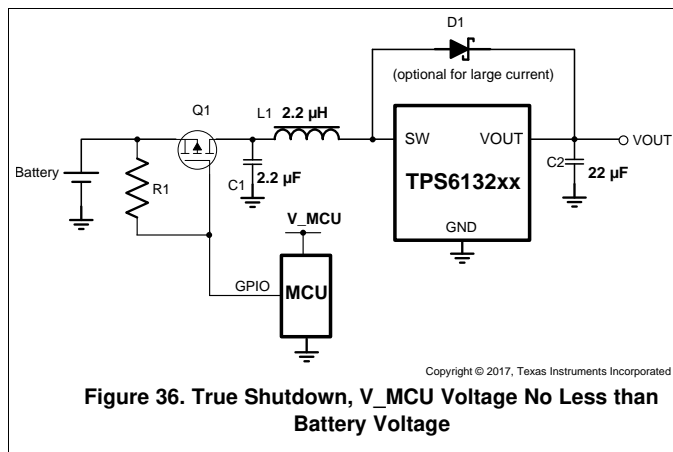 D1
(optional for large current)
Q1
L1 2.2 µH
SW VOUT
VOUT
Battery
R1
C1
2.2 µF
TPS6132xx
C2
22 µF
GND
V_MCU
GPIO
MCU
Copyright © 2017, Texas Instruments Incorporated
Figure 36. True Shutdown, V_MCU Voltage No Less than
Battery Voltage